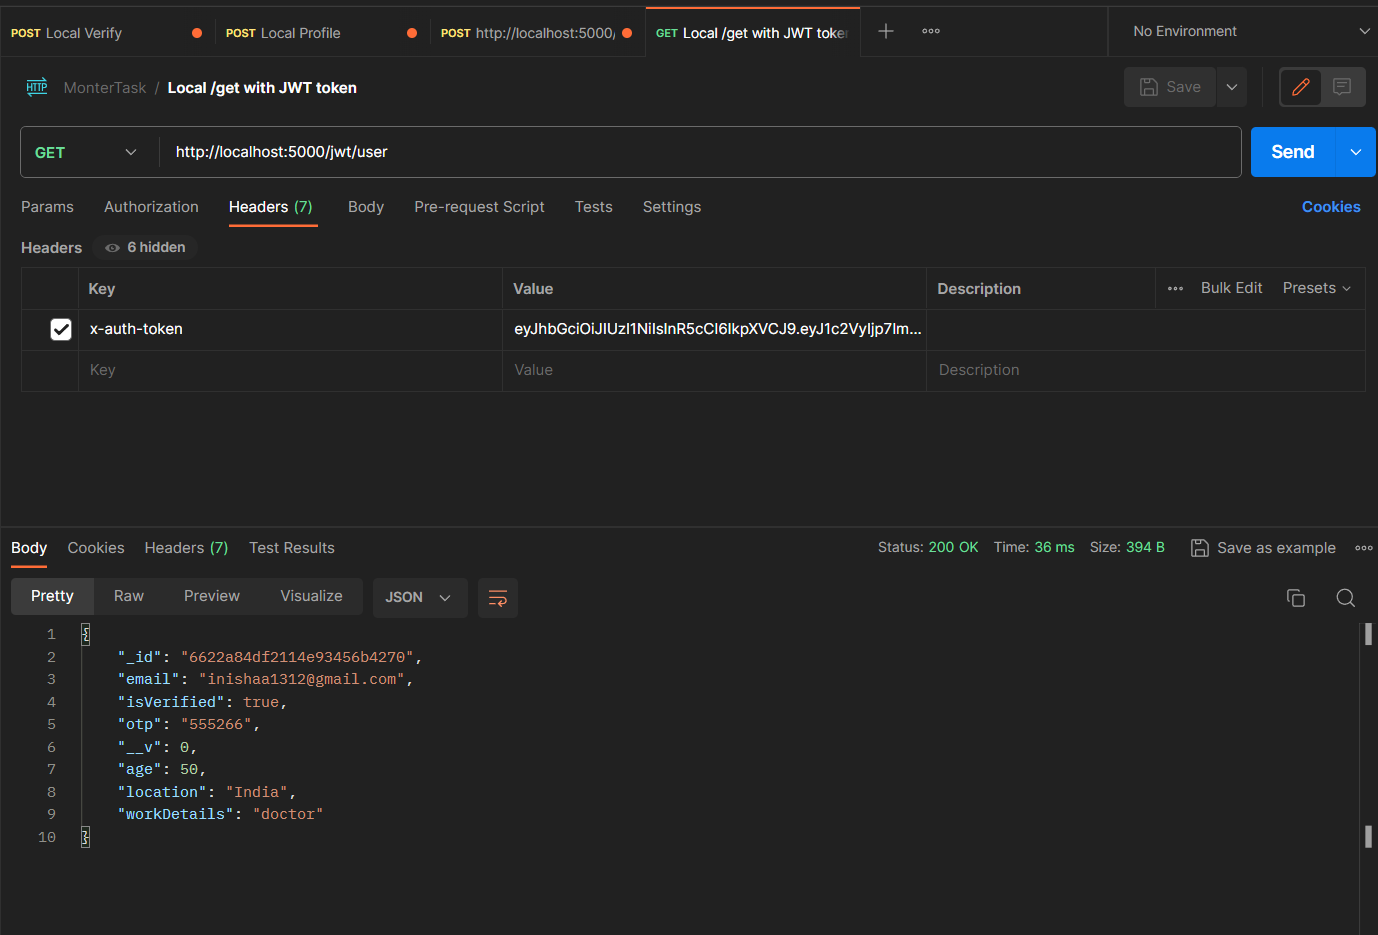 POST Local Verify POST Local Profile POST http://localhost:5000/ GET Local /get with JWT toke No Environment
HTTP MonterTask / Local /get with JWT token Save
GET http://localhost:5000/jwt/user Send
Params Authorization Headers (7) Body Pre-request Script Tests Settings Cookies
Headers 6 hidden
Key Value Description Bulk Edit Presets
x-auth-token eyJhbGciOiJIUzI1NiIsInR5cCI6IkpXVCJ9.eyJ1c2VyIjp7Im...
Key Value Description
Body Cookies Headers (7) Test Results Status: 200 OK Time: 36 ms Size: 394 B Save as example
Pretty Raw Preview Visualize JSON
1 {
2 "_id": "6622a84df2114e93456b4270",
3 "email": "inishaa1312@gmail.com",
4 "isVerified": true,
5 "otp": "555266",
6 "__v": 0,
7 "age": 50,
8 "location": "India",
9 "workDetails": "doctor"
10 }